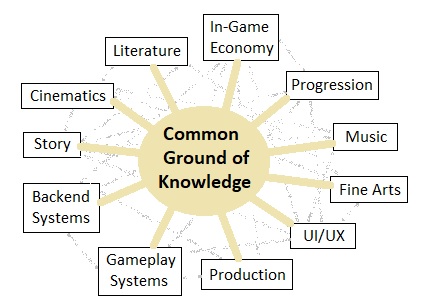 In-Game
Economy
Literature
Progression
Cinematics
Music
Story
Common
Ground of
Knowledge
Fine Arts
Backend
Systems
UI/UX
Gameplay
Systems
Production